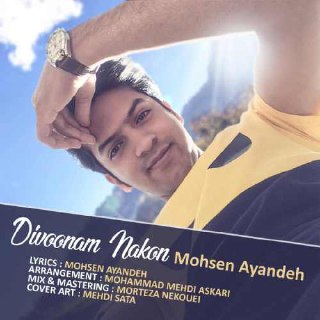 Divoonam Nakon Mohsen Ayandeh
LYRICS : MOHSEN AYANDEH
ARRANGEMENT : MOHAMMAD MEHDI ASKARI
MIX & MASTERING : MORTEZA NEKOUEI
COVER ART : MEHDI SATA